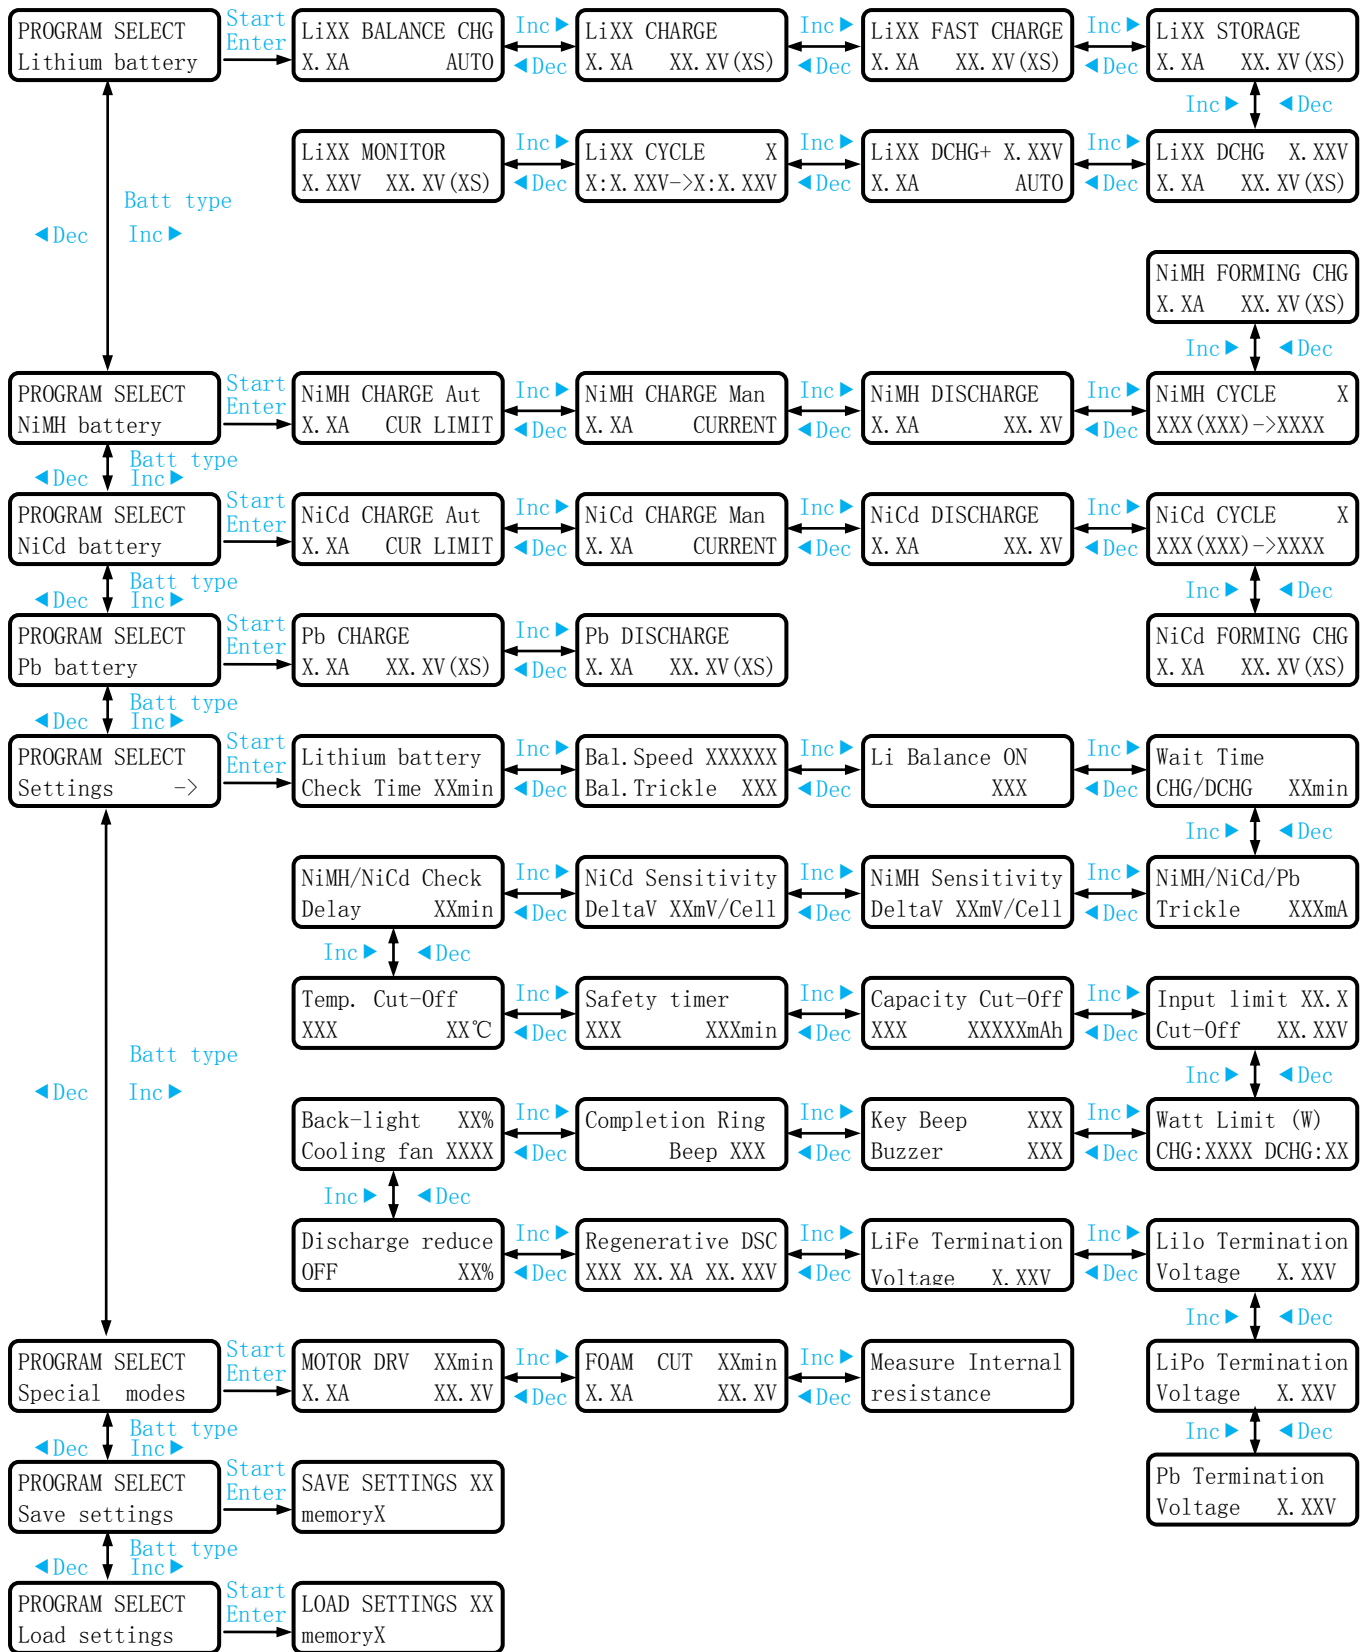 PROGRAM SELECT
Lithium battery
Start
Enter
LiXX BALANCE CHG
X.XA AUTO
Inc▶
◀Dec
LiXX CHARGE
X.XA XX.XV(XS)
Inc▶
◀Dec
LiXX FAST CHARGE
X.XA XX.XV(XS)
Inc▶
◀Dec
LiXX STORAGE
X.XA XX.XV(XS)
Inc▶ ◀Dec
LiXX MONITOR
X.XXV XX.XV(XS)
Inc▶
◀Dec
LiXX CYCLE X
X:X.XXV->X:X.XXV
Inc▶
◀Dec
LiXX DCHG+ X.XXV
X.XA AUTO
Inc▶
◀Dec
LiXX DCHG X.XXV
X.XA XX.XV(XS)
Batt type
◀Dec Inc▶
NiMH FORMING CHG
X.XA XX.XV(XS)
Inc▶ ◀Dec
PROGRAM SELECT
NiMH battery
Start
Enter
NiMH CHARGE Aut
X.XA CUR LIMIT
Inc▶
◀Dec
NiMH CHARGE Man
X.XA CURRENT
Inc▶
◀Dec
NiMH DISCHARGE
X.XA XX.XV
Inc▶
◀Dec
NiMH CYCLE X
XXX(XXX)->XXXX
Batt type
◀Dec Inc▶
PROGRAM SELECT
NiCd battery
Start
Enter
NiCd CHARGE Aut
X.XA CUR LIMIT
Inc▶
◀Dec
NiCd CHARGE Man
X.XA CURRENT
Inc▶
◀Dec
NiCd DISCHARGE
X.XA XX.XV
Inc▶
◀Dec
NiCd CYCLE X
XXX(XXX)->XXXX
Batt type
◀Dec Inc▶
Inc▶ ◀Dec
PROGRAM SELECT
Pb battery
Start
Enter
Pb CHARGE
X.XA XX.XV(XS)
Inc▶
◀Dec
Pb DISCHARGE
X.XA XX.XV(XS)
NiCd FORMING CHG
X.XA XX.XV(XS)
Batt type
◀Dec Inc▶
PROGRAM SELECT
Settings ->
Start
Enter
Lithium battery
Check Time XXmin
Inc▶
◀Dec
Bal.Speed XXXXXX
Bal.Trickle XXX
Inc▶
◀Dec
Li Balance ON
XXX
Inc▶
◀Dec
Wait Time
CHG/DCHG XXmin
Inc▶ ◀Dec
NiMH/NiCd Check
Delay XXmin
Inc▶
◀Dec
NiCd Sensitivity
DeltaV XXmV/Cell
Inc▶
◀Dec
NiMH Sensitivity
DeltaV XXmV/Cell
Inc▶
◀Dec
NiMH/NiCd/Pb
Trickle XXXmA
Inc▶ ◀Dec
Temp. Cut-Off
XXX XX℃
Inc▶
◀Dec
Safety timer
XXX XXXmin
Inc▶
◀Dec
Capacity Cut-Off
XXX XXXXXmAh
Inc▶
◀Dec
Input limit XX.X
Cut-Off XX.XXV
Batt type
◀Dec Inc▶
Inc▶ ◀Dec
Back-light XX%
Cooling fan XXXX
Inc▶
◀Dec
Completion Ring
Beep XXX
Inc▶
◀Dec
Key Beep XXX
Buzzer XXX
Inc▶
◀Dec
Watt Limit (W)
CHG:XXXX DCHG:XX
Inc▶ ◀Dec
Discharge reduce
OFF XX%
Inc▶
◀Dec
Regenerative DSC
XXX XX.XA XX.XXV
Inc▶
◀Dec
LiFe Termination
Voltage X.XXV
Inc▶
◀Dec
LiIo Termination
Voltage X.XXV
Inc▶ ◀Dec
PROGRAM SELECT
Special modes
Start
Enter
MOTOR DRV XXmin
X.XA XX.XV
Inc▶
◀Dec
FOAM CUT XXmin
X.XA XX.XV
Inc▶
◀Dec
Measure Internal
resistance
LiPo Termination
Voltage X.XXV
Batt type
◀Dec Inc▶
Inc▶ ◀Dec
PROGRAM SELECT
Save settings
Start
Enter
SAVE SETTINGS XX
memoryX
Pb Termination
Voltage X.XXV
Batt type
◀Dec Inc▶
PROGRAM SELECT
Load settings
Start
Enter
LOAD SETTINGS XX
memoryX